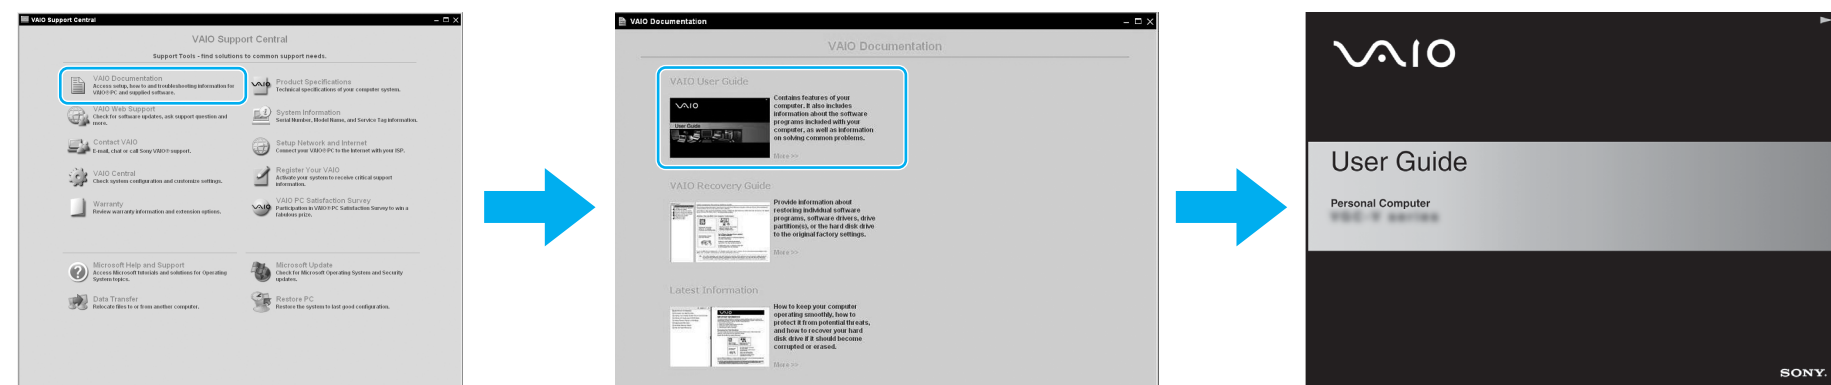 VAIO Support Central
VAIO Support Central
Support Tools - find solutions to common support needs.
VAIO Documentation
Access setup, how to and troubleshooting information for
VAIO® PC and supplied software.
VAIO Web Support
Check for software updates, ask support question and
more.
Contact VAIO
E-mail, chat or call Sony VAIO® support.
VAIO Central
Check system configuration and customize settings.
Warranty
Review warranty information and extension options.
Product Specifications
Technical specifications of your computer system.
System Information
Serial Number, Model Name, and Service Tag information.
Setup Network and Internet
Connect your VAIO® PC to the Internet with your ISP.
Register Your VAIO
Activate your system to receive critical support
information.
VAIO PC Satisfaction Survey
Participation in VAIO® PC Satisfaction Survey to win a
fabulous prize.
Microsoft Help and Support
Access Microsoft tutorials and solutions for Operating
System topics.
Data Transfer
Relocate files to or from another computer.
Microsoft Update
Check for Microsoft Operating System and Security
updates.
Restore PC
Restore the system to last good configuration.
VAIO Documentation
VAIO Documentation
VAIO User Guide
VAIO
User Guide
Contains features of your
computer. It also includes
information about the software
programs included with your
computer, as well as information
on solving common problems.
More >>
VAIO Recovery Guide
Provide information about
restoring individual software
programs, software drivers, drive
partition(s), or the hard disk drive
to the original factory settings.
More >>
Latest Information
VAIO
How to keep your computer
operating smoothly, how to
protect it from potential threats,
and how to recover your hard
disk drive if it should become
corrupted or erased.
More >>
VAIO
User Guide
Personal Computer
SONY.